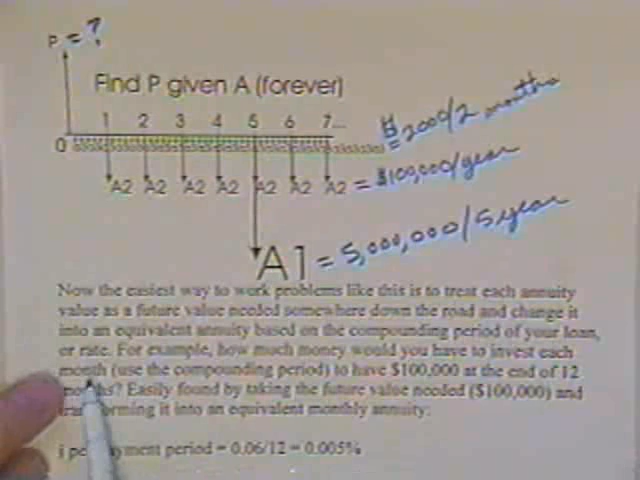 P = ?
Find P given A (forever)
1 2 3 4 5 6 7...
0
= $2000/2 months
A2 A2 A2 A2 A2 A2 A2 = $100,000/year
A1 = 5,000,000/5 year
Now the easiest way to work problems like this is to treat each annuity
value as a future value needed somewhere down the road and change it
into an equivalent annuity based on the compounding period of your loan,
or rate. For example, how much money would you have to invest each
month (use the compounding period) to have $100,000 at the end of 12
Easily found by taking the future value needed ($100,000) and
it into an equivalent monthly annuity:
i payment period = 0.06/12 = 0.005%